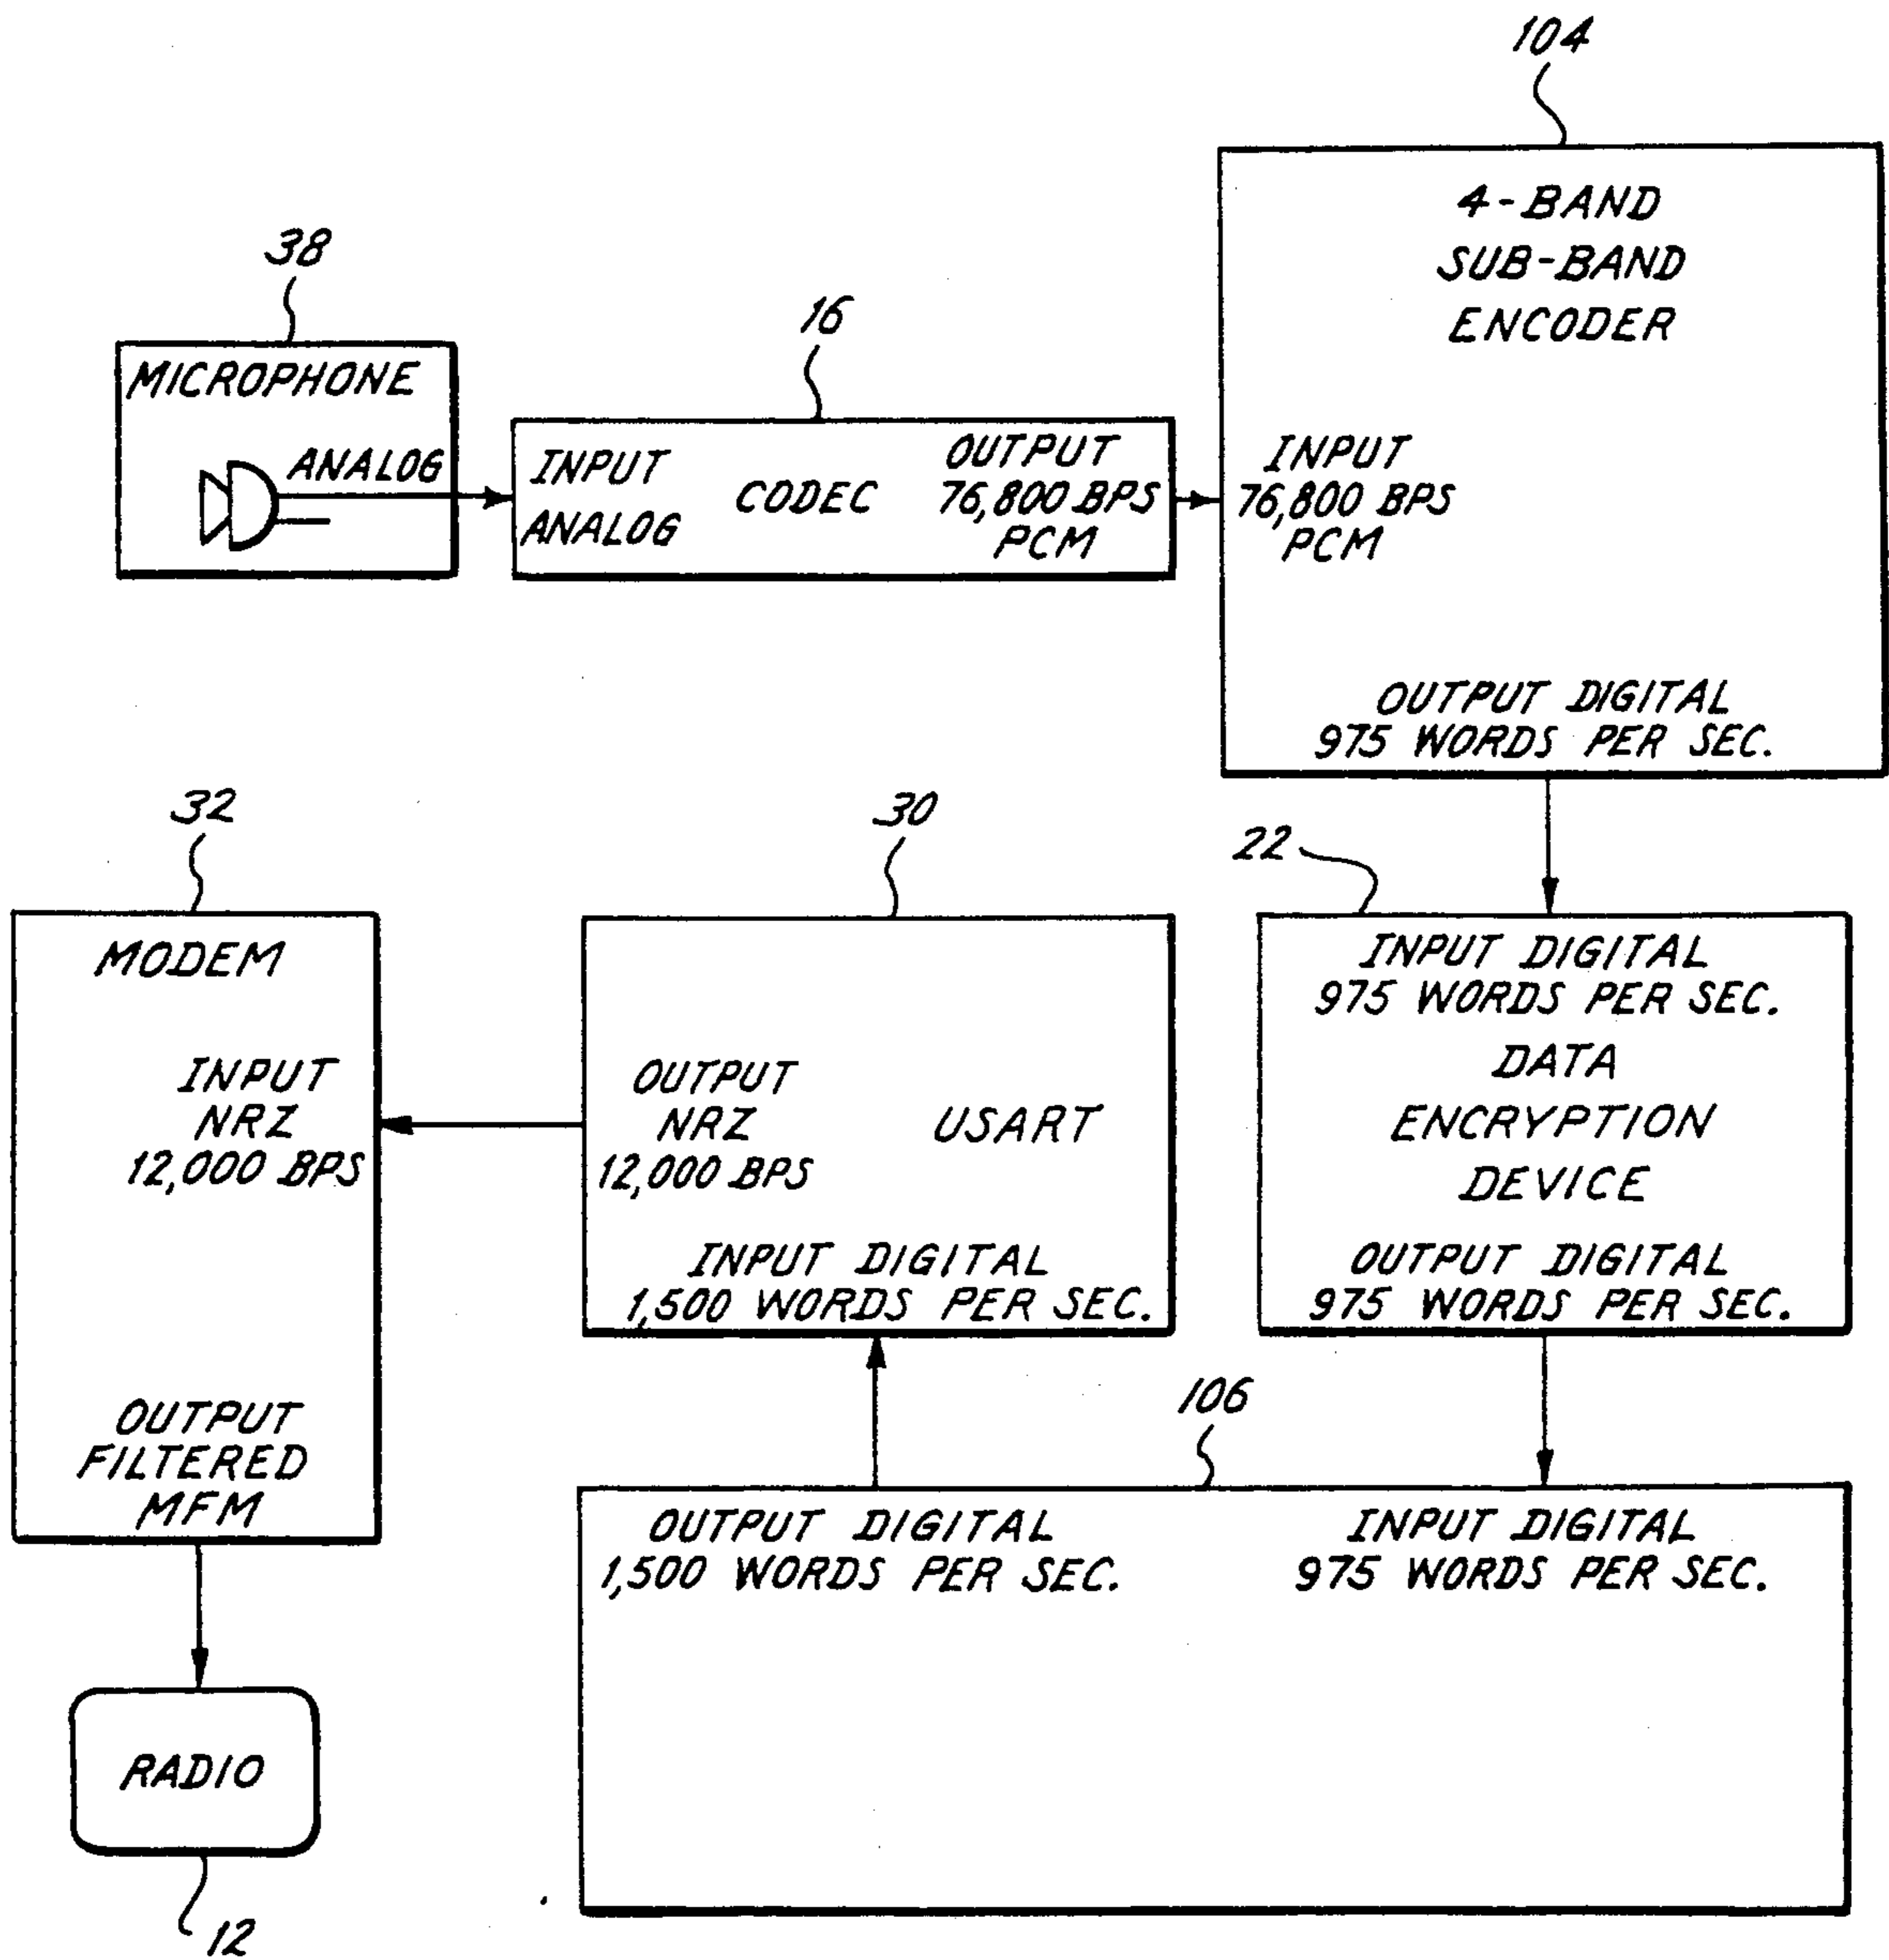 104
4-BAND
SUB-BAND
ENCODER
INPUT
76,800 BPS
PCM
OUTPUT DIGITAL
975 WORDS PER SEC.
38
MICROPHONE
ANALOG
16
INPUT
ANALOG
CODEC
OUTPUT
76,800 BPS
PCM
32
MODEM
INPUT
NRZ
12,000 BPS
OUTPUT
FILTERED
MFM
30
OUTPUT
NRZ
12,000 BPS
USART
INPUT DIGITAL
1,500 WORDS PER SEC.
22
INPUT DIGITAL
975 WORDS PER SEC.
DATA
ENCRYPTION
DEVICE
OUTPUT DIGITAL
975 WORDS PER SEC.
106
OUTPUT DIGITAL
1,500 WORDS PER SEC.
INPUT DIGITAL
975 WORDS PER SEC.
RADIO
12